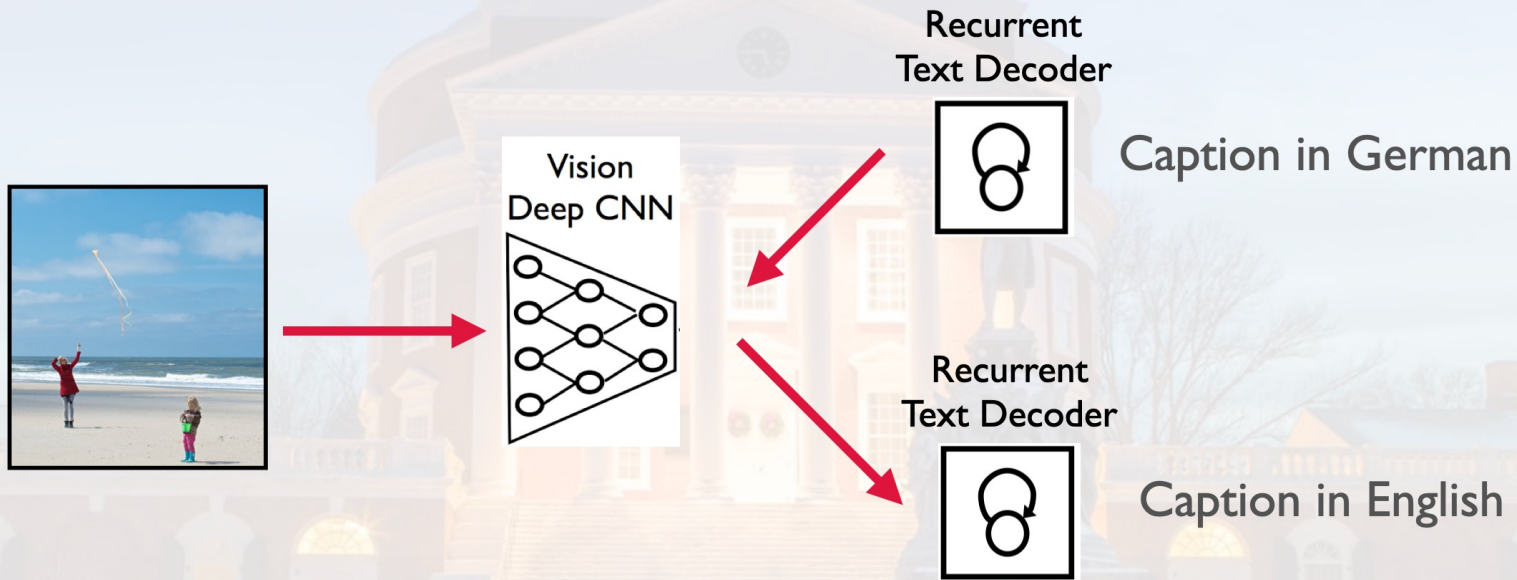 Recurrent
Text Decoder
Caption in German
Vision
Deep CNN
Recurrent
Text Decoder
Caption in English